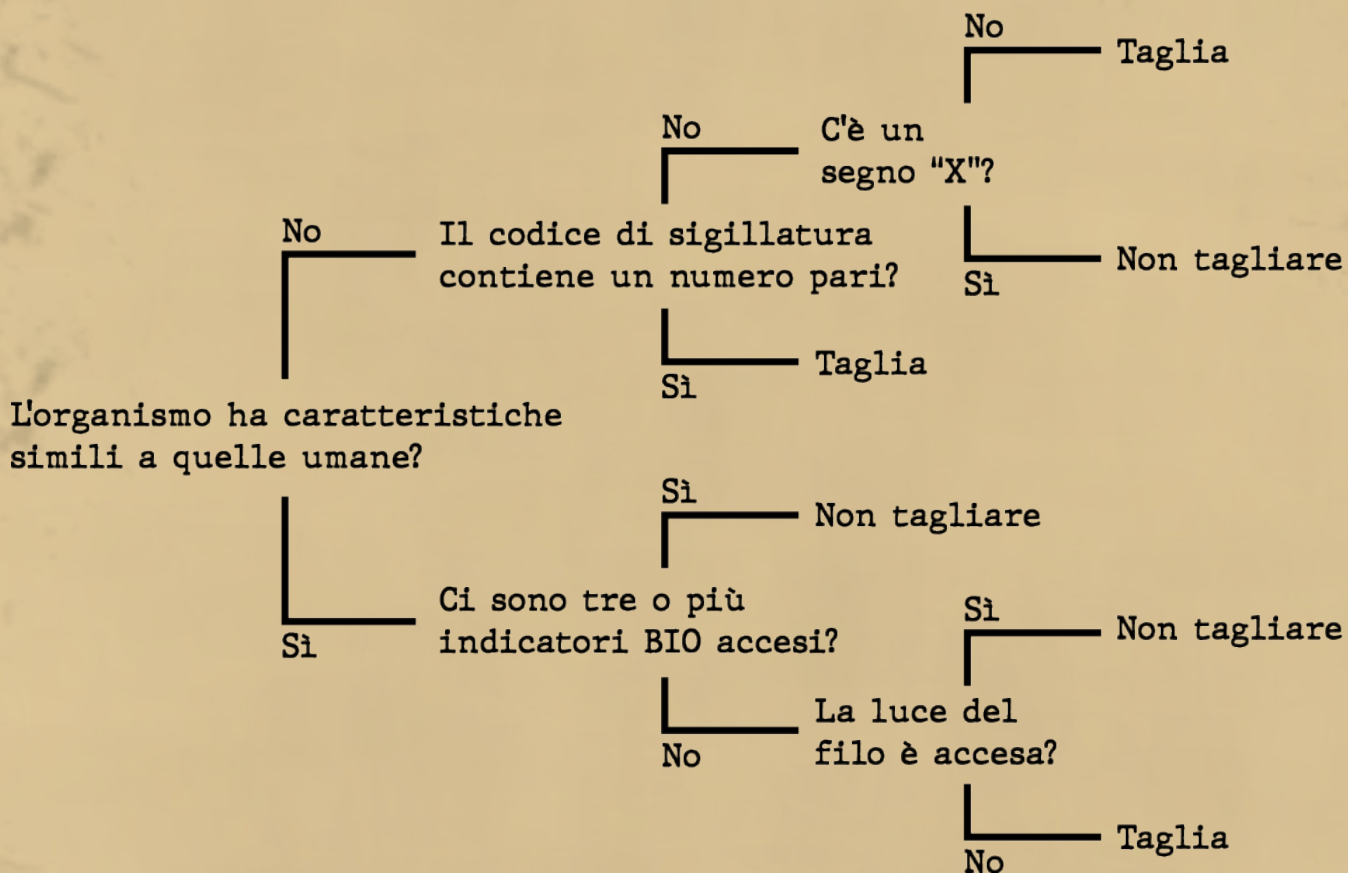 No
Taglia
No
C'è un
segno “X"?
No
Il codice di sigillatura
contiene un numero pari?
Non tagliare
Sì
Taglia
Sì
L'organismo ha caratteristiche
simili a quelle umane?
Sì
Non tagliare
Ci sono tre o più
indicatori BIO accesi?
Sì
Sì
Non tagliare
La luce del
filo è accesa?
No
Taglia
No